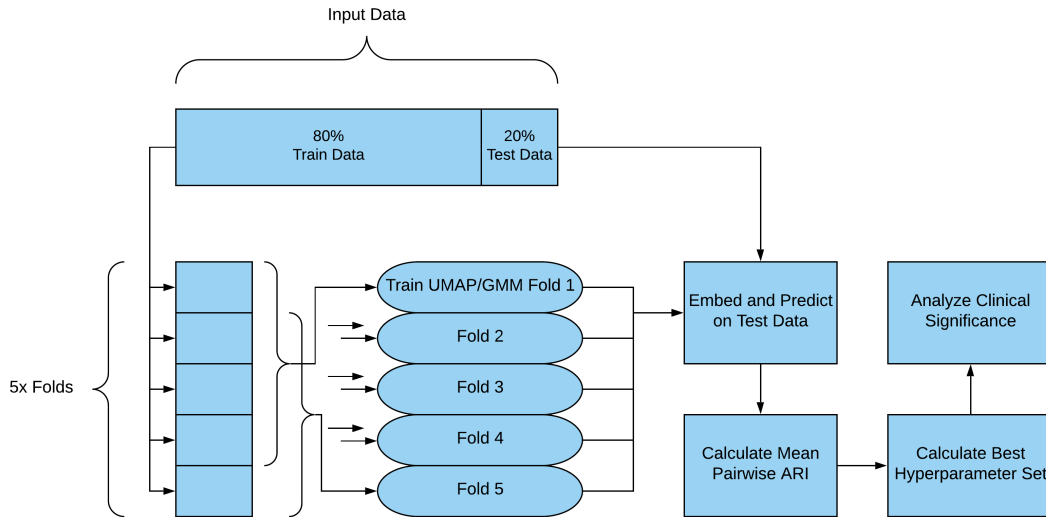 Input Data
80%
Train Data
20%
Test Data
5x Folds
Train UMAP/GMM Fold 1
Fold 2
Fold 3
Fold 4
Fold 5
Embed and Predict
on Test Data
Calculate Mean
Pairwise ARI
Analyze Clinical
Significance
Calculate Best
Hyperparameter Set